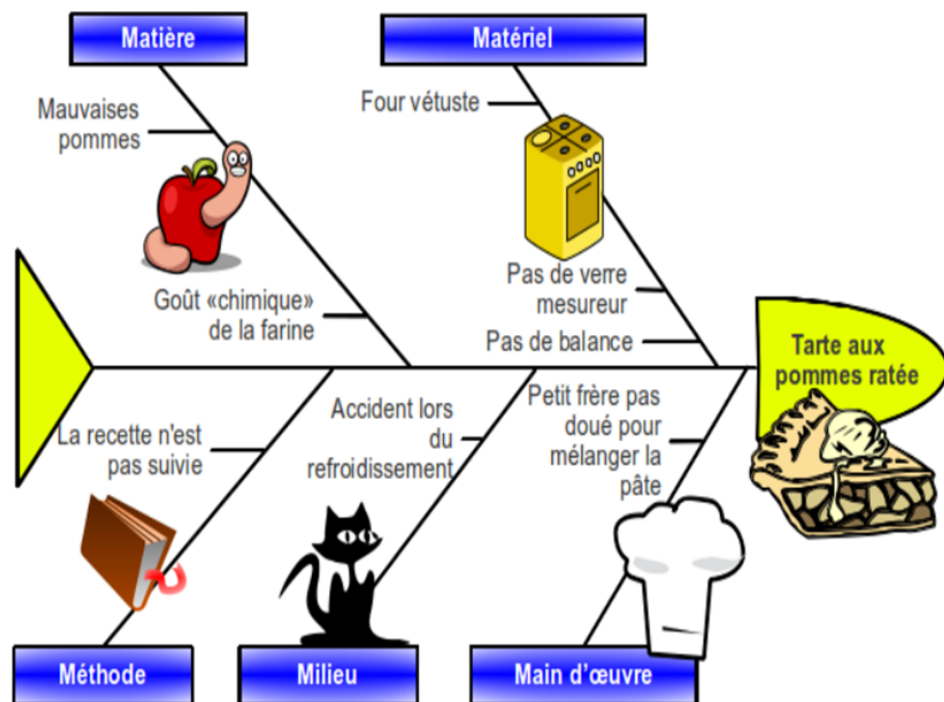 Matière
Matériel
Mauvaises
pommes
Four vétuste
Goût «chimique»
de la farine
Pas de verre
mesureur
Pas de balance
Tarte aux
pommes ratée
La recette n'est
pas suivie
Accident lors
du
refroidissement
Petit frère pas
doué pour
mélanger la
pâte
Méthode
Milieu
Main d'œuvre